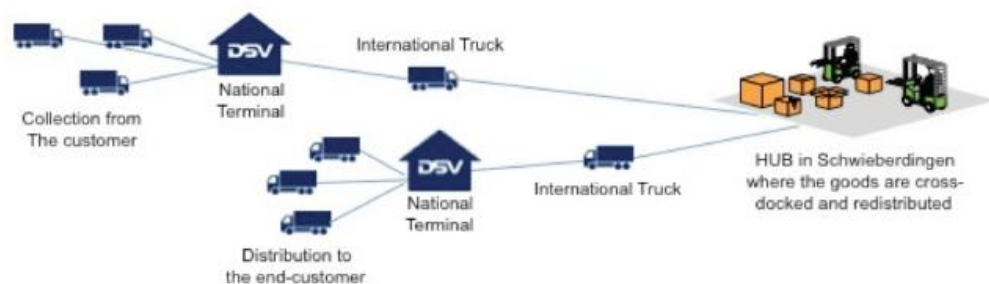 DSV
International Truck
National
Terminal
Collection from
The customer
DSV
International Truck
National
Terminal
HUB in Schwieberdingen
where the goods are cross-
docked and redistributed
Distribution to
the end-customer